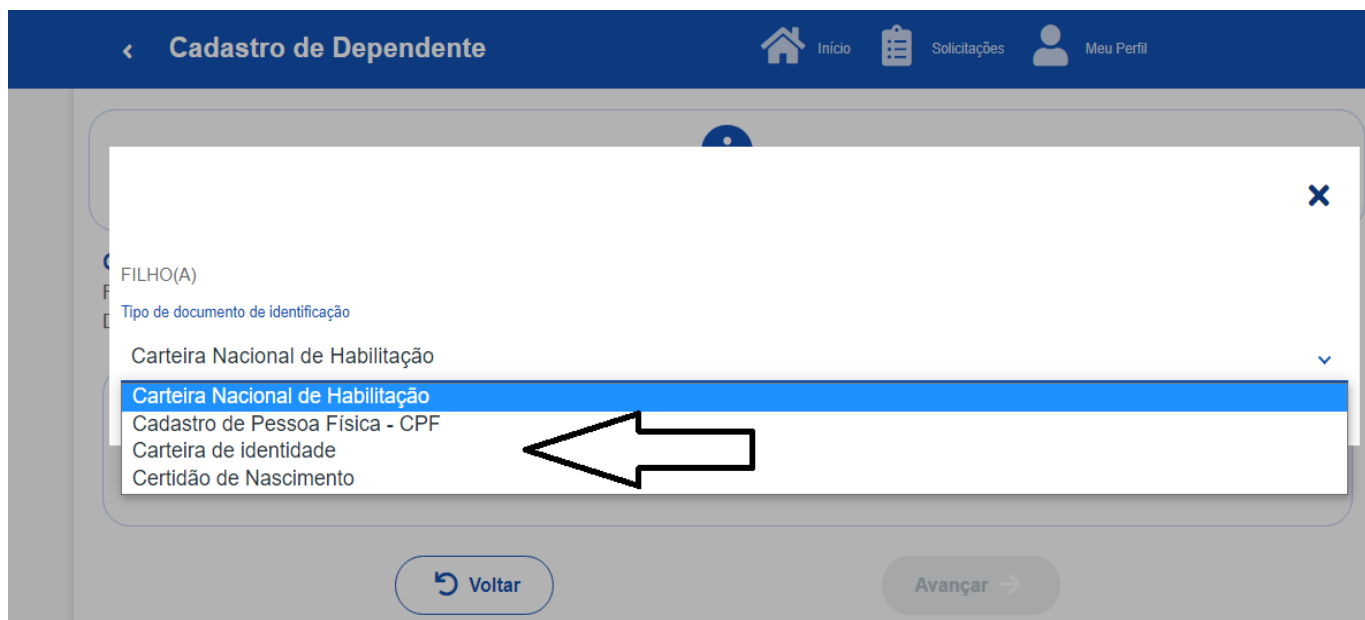 Cadastro de Dependente
Início
Solicitações
Meu Perfil
FILHO(A)
Tipo de documento de identificação
Carteira Nacional de Habilitação
Carteira Nacional de Habilitação
Cadastro de Pessoa Física - CPF
Carteira de identidade
Certidão de Nascimento
Voltar
Avançar